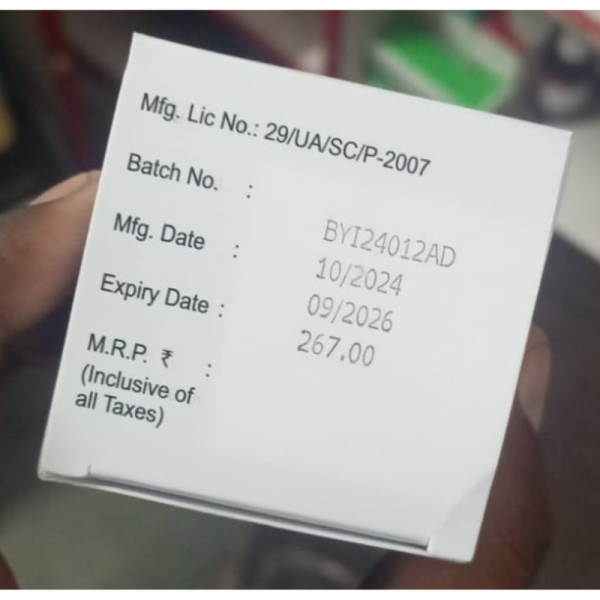 Mfg. Lic No.: 29/UA/SC/P-2007
Batch No. : BYI24012AD
Mfg. Date : 10/2024
Expiry Date : 09/2026
M.R.P. ₹ : 267.00
(Inclusive of
all Taxes)